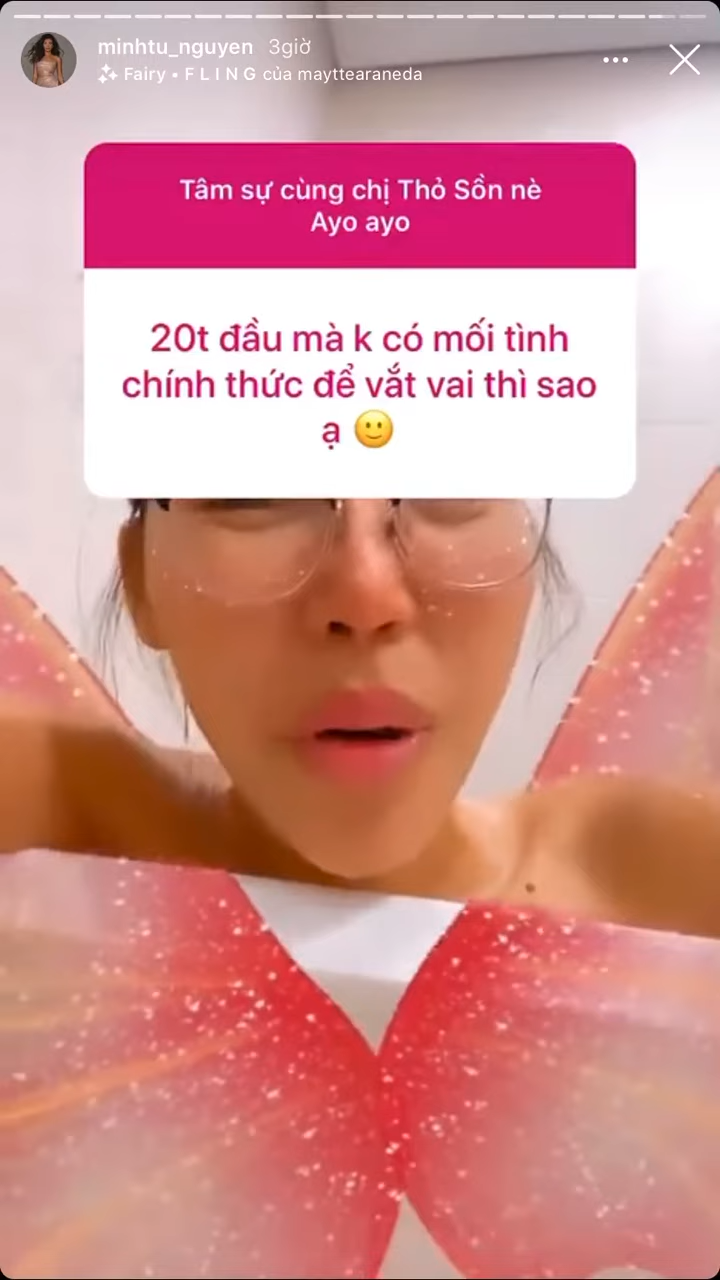 minhtu_nguyen 3giờ
Fairy • F L I N G của mayttearaneda
Tâm sự cùng chị Thỏ Sồn nè
Ayo ayo
20t đầu mà k có mối tình
chính thức để vắt vai thì sao
ạ 🙂